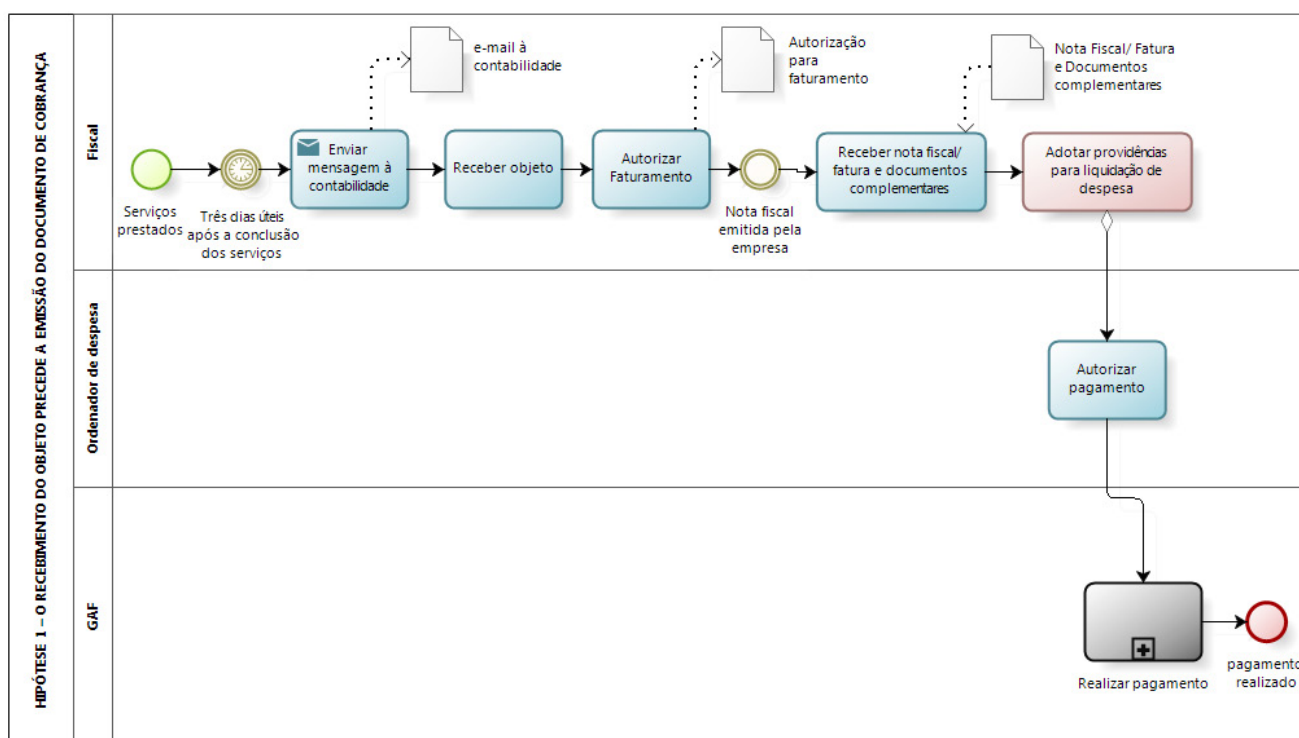 HIPÓTESE 1 – O RECEBIMENTO DO OBJETO PRECEDE A EMISSÃO DO DOCUMENTO DE COBRANÇA
Fiscal
e-mail à
contabilidade
Autorização
para
faturamento
Nota Fiscal/ Fatura
e Documentos
complementares
Serviços
prestados
Três dias úteis
após a conclusão
dos serviços
Enviar
mensagem à
contabilidade
Receber objeto
Autorizar
Faturamento
Nota fiscal
emitida pela
empresa
Receber nota fiscal/
fatura e documentos
complementares
Adotar providências
para liquidação de
despesa
Ordenador de despesa
Autorizar
pagamento
GAF
Realizar pagamento
pagamento
realizado